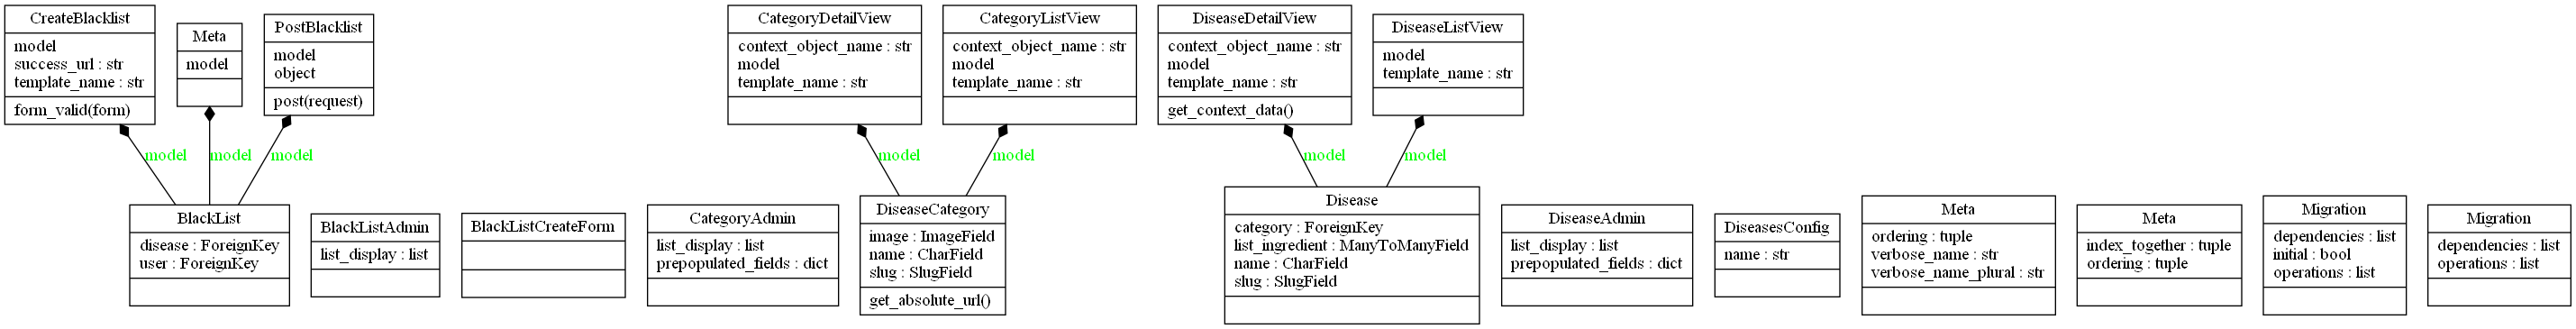 CreateBlacklist
model
success_url : str
template_name : str
form_valid(form)
Meta
model
PostBlacklist
model
object
post(request)
CategoryDetailView
context_object_name : str
model
template_name : str
CategoryListView
context_object_name : str
model
template_name : str
DiseaseDetailView
context_object_name : str
model
template_name : str
get_context_data()
DiseaseListView
model
template_name : str
model
model
model
model
model
model
model
BlackList
disease : ForeignKey
user : ForeignKey
BlackListAdmin
list_display : list
BlackListCreateForm
CategoryAdmin
list_display : list
prepopulated_fields : dict
DiseaseCategory
image : ImageField
name : CharField
slug : SlugField
get_absolute_url()
Disease
category : ForeignKey
list_ingredient : ManyToManyField
name : CharField
slug : SlugField
DiseaseAdmin
list_display : list
prepopulated_fields : dict
DiseasesConfig
name : str
Meta
ordering : tuple
verbose_name : str
verbose_name_plural : str
Meta
index_together : tuple
ordering : tuple
Migration
dependencies : list
initial : bool
operations : list
Migration
dependencies : list
operations : list